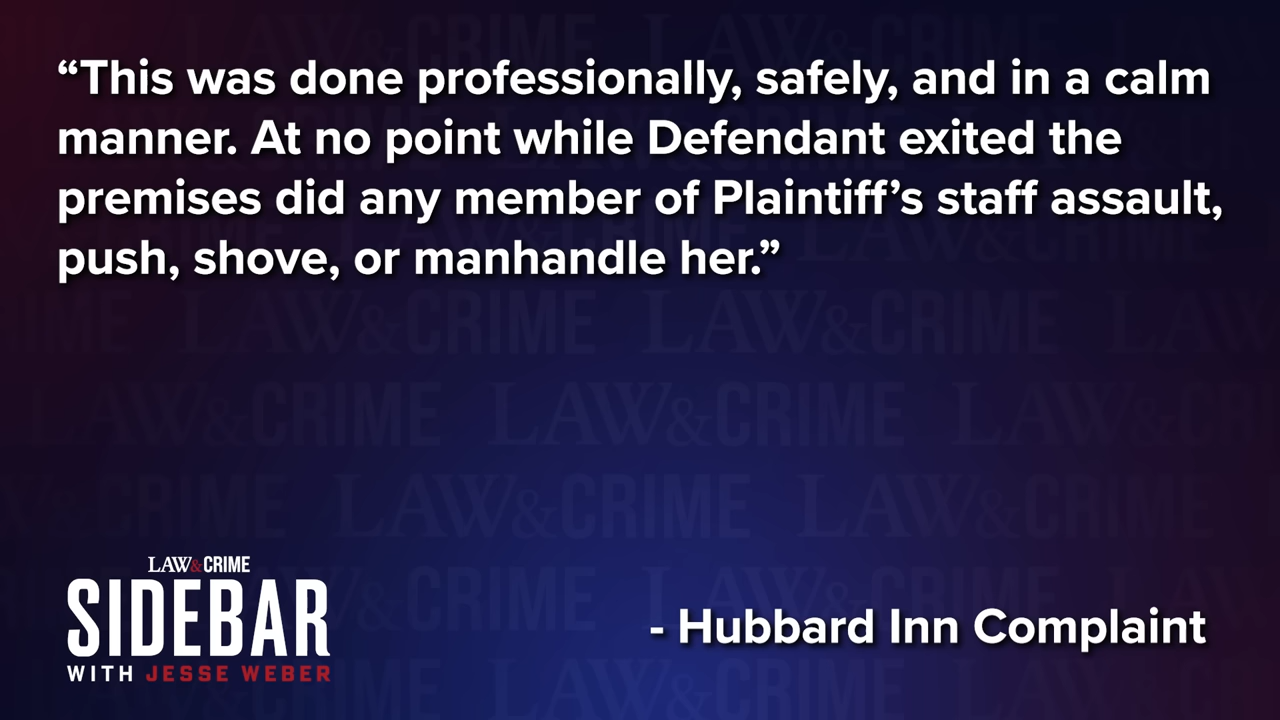 “This was done professionally, safely, and in a calm
manner. At no point while Defendant exited the
premises did any member of Plaintiff’s staff assault,
push, shove, or manhandle her.”
LAW&CRIME
SIDEBAR
WITH JESSE WEBER
- Hubbard Inn Complaint